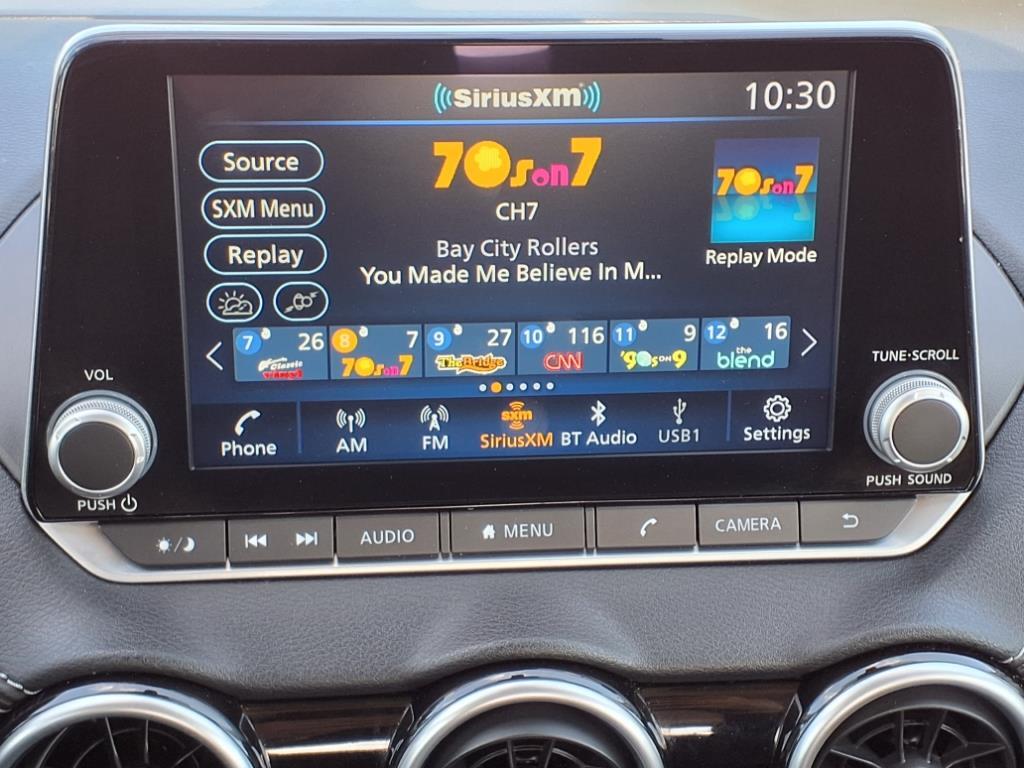 SiriusXM
10:30
Source
SXM Menu
Replay
70s on 7
CH7
Bay City Rollers
You Made Me Believe In M...
70s on 7
Replay Mode
7 26
Classic Vinyl
8 7
70s on 7
9 27
The Bridge
10 116
CNN
11 9
'90s ON 9
12 16
the blend
Phone
AM
FM
sxm
SiriusXM
BT Audio
USB1
Settings
VOL
PUSH
TUNE·SCROLL
PUSH SOUND
AUDIO
MENU
CAMERA